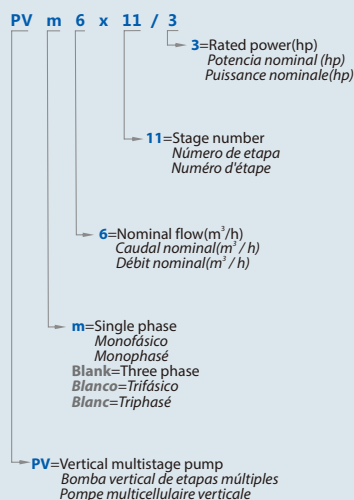 PV m 6 x 11 / 3
3=Rated power(hp)
Potencia nominal (hp)
Puissance nominale(hp)
11=Stage number
Número de etapa
Numéro d'étape
6=Nominal flow(m³/h)
Caudal nominal(m³ / h)
Débit nominal(m³ / h)
m=Single phase
Monofásico
Monophasé
Blank=Three phase
Blanco=Trifásico
Blanc=Triphasé
PV=Vertical multistage pump
Bomba vertical de etapas múltiples
Pompe multicellulaire verticale